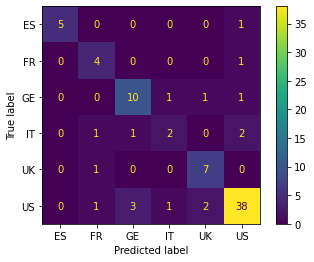 ES 5 0 0 0 0 1
FR 0 4 0 0 0 1
GE 0 0 10 1 1 1
IT 0 1 1 2 0 2
UK 0 1 0 0 7 0
US 0 1 3 1 2 38
ES FR GE IT UK US
Predicted label
True label
35
30
25
20
15
10
5
0